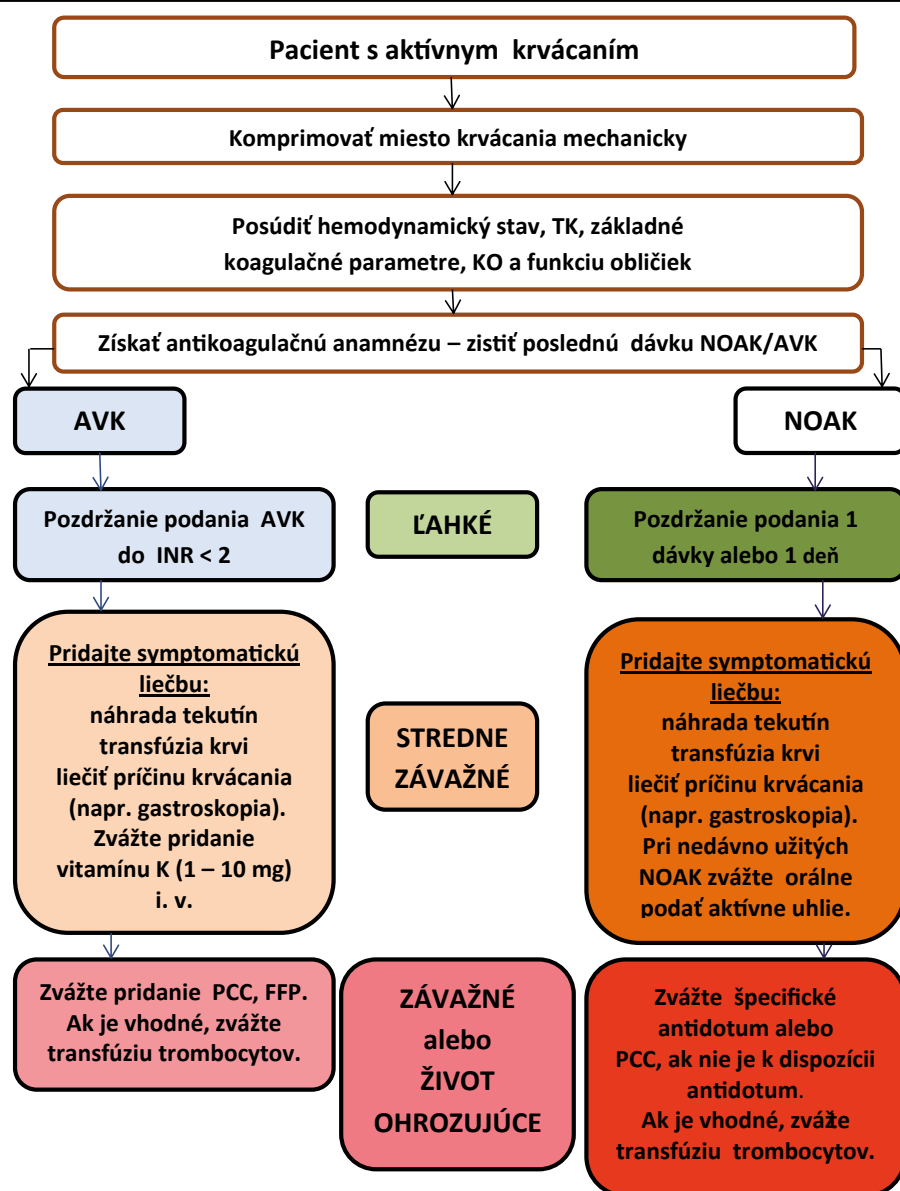 Pacient s aktívnym krvácaním
Komprimovať miesto krvácania mechanicky
Posúdiť hemodynamický stav, TK, základné
koagulačné parametre, KO a funkciu obličiek
Získať antikoagulačnú anamnézu – zistiť poslednú dávku NOAK/AVK
AVK
NOAK
Pozdržanie podania AVK
do INR < 2
ĽAHKÉ
Pozdržanie podania 1
dávky alebo 1 deň
Pridajte symptomatickú
liečbu:
náhrada tekutín
transfúzia krvi
liečiť príčinu krvácania
(napr. gastroskopia).
Zvážte pridanie
vitamínu K (1 – 10 mg)
i. v.
STREDNE
ZÁVAŽNÉ
Pridajte symptomatickú
liečbu:
náhrada tekutín
transfúzia krvi
liečiť príčinu krvácania
(napr. gastroskopia).
Pri nedávno užitých
NOAK zvážte orálne
podať aktívne uhlie.
Zvážte pridanie PCC, FFP.
Ak je vhodné, zvážte
transfúziu trombocytov.
ZÁVAŽNÉ
alebo
ŽIVOT
OHROZUJÚCE
Zvážte špecifické
antidotum alebo
PCC, ak nie je k dispozícii
antidotum.
Ak je vhodné, zvážte
transfúziu trombocytov.